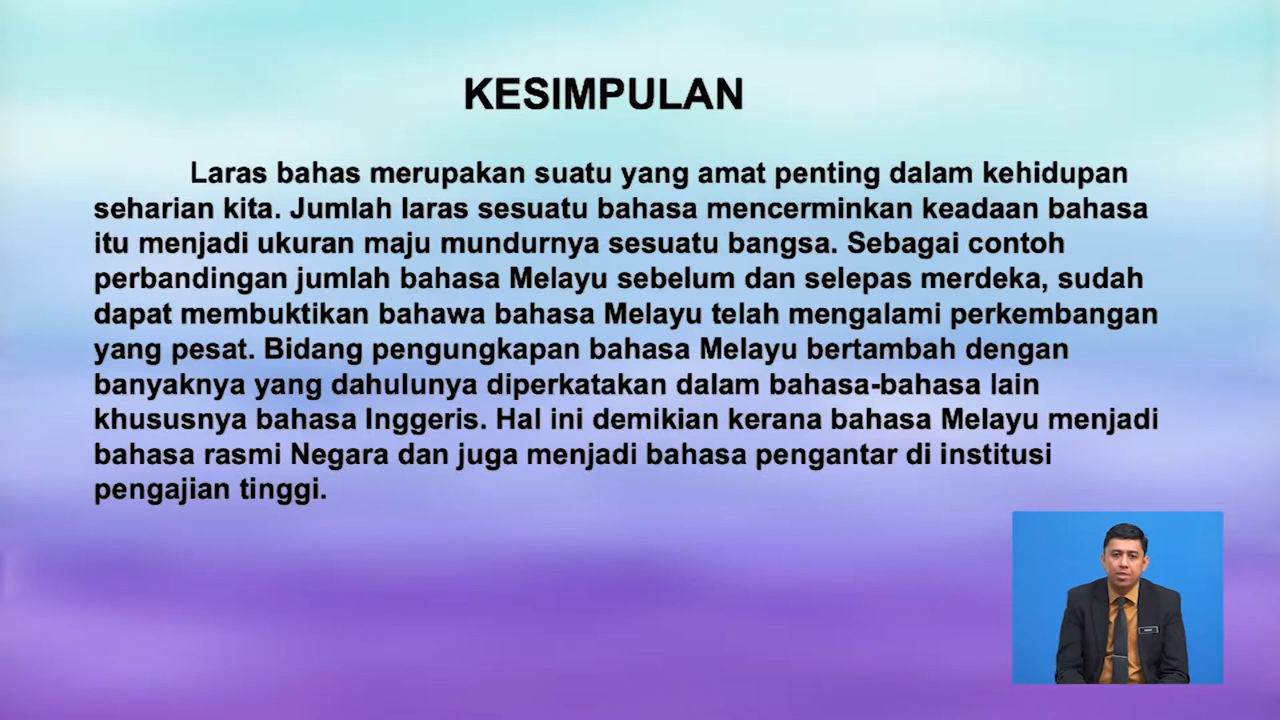 KESIMPULAN
Laras bahas merupakan suatu yang amat penting dalam kehidupan
seharian kita. Jumlah laras sesuatu bahasa mencerminkan keadaan bahasa
itu menjadi ukuran maju mundurnya sesuatu bangsa. Sebagai contoh
perbandingan jumlah bahasa Melayu sebelum dan selepas merdeka, sudah
dapat membuktikan bahawa bahasa Melayu telah mengalami perkembangan
yang pesat. Bidang pengungkapan bahasa Melayu bertambah dengan
banyaknya yang dahulunya diperkatakan dalam bahasa-bahasa lain
khususnya bahasa Inggeris. Hal ini demikian kerana bahasa Melayu menjadi
bahasa rasmi Negara dan juga menjadi bahasa pengantar di institusi
pengajian tinggi.